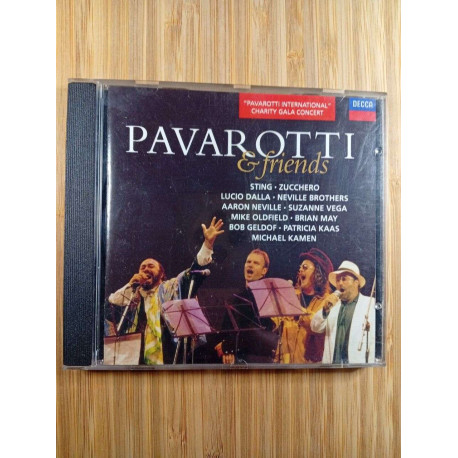 "PAVAROTTI INTERNATIONAL"
CHARITY GALA CONCERT
DECCA
PAVAROTTI
& friends
STING · ZUCCHERO
LUCIO DALLA · NEVILLE BROTHERS
AARON NEVILLE · SUZANNE VEGA
MIKE OLDFIELD · BRIAN MAY
BOB GELDOF · PATRICIA KAAS
MICHAEL KAMEN